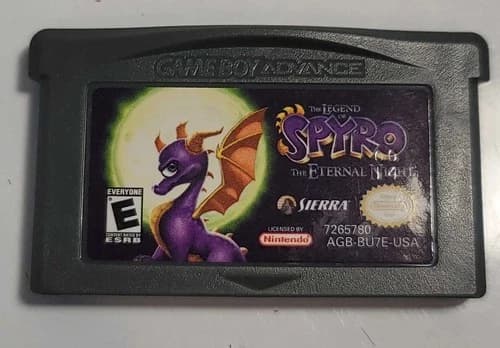 GAME BOY ADVANCE
THE LEGEND
OF
SPYRO
THE ETERNAL NIGHT
EVERYONE
E
CONTENT RATED BY
ESRB
SIERRA
LICENSED BY
Nintendo
7265780
AGB-BU7E-USA